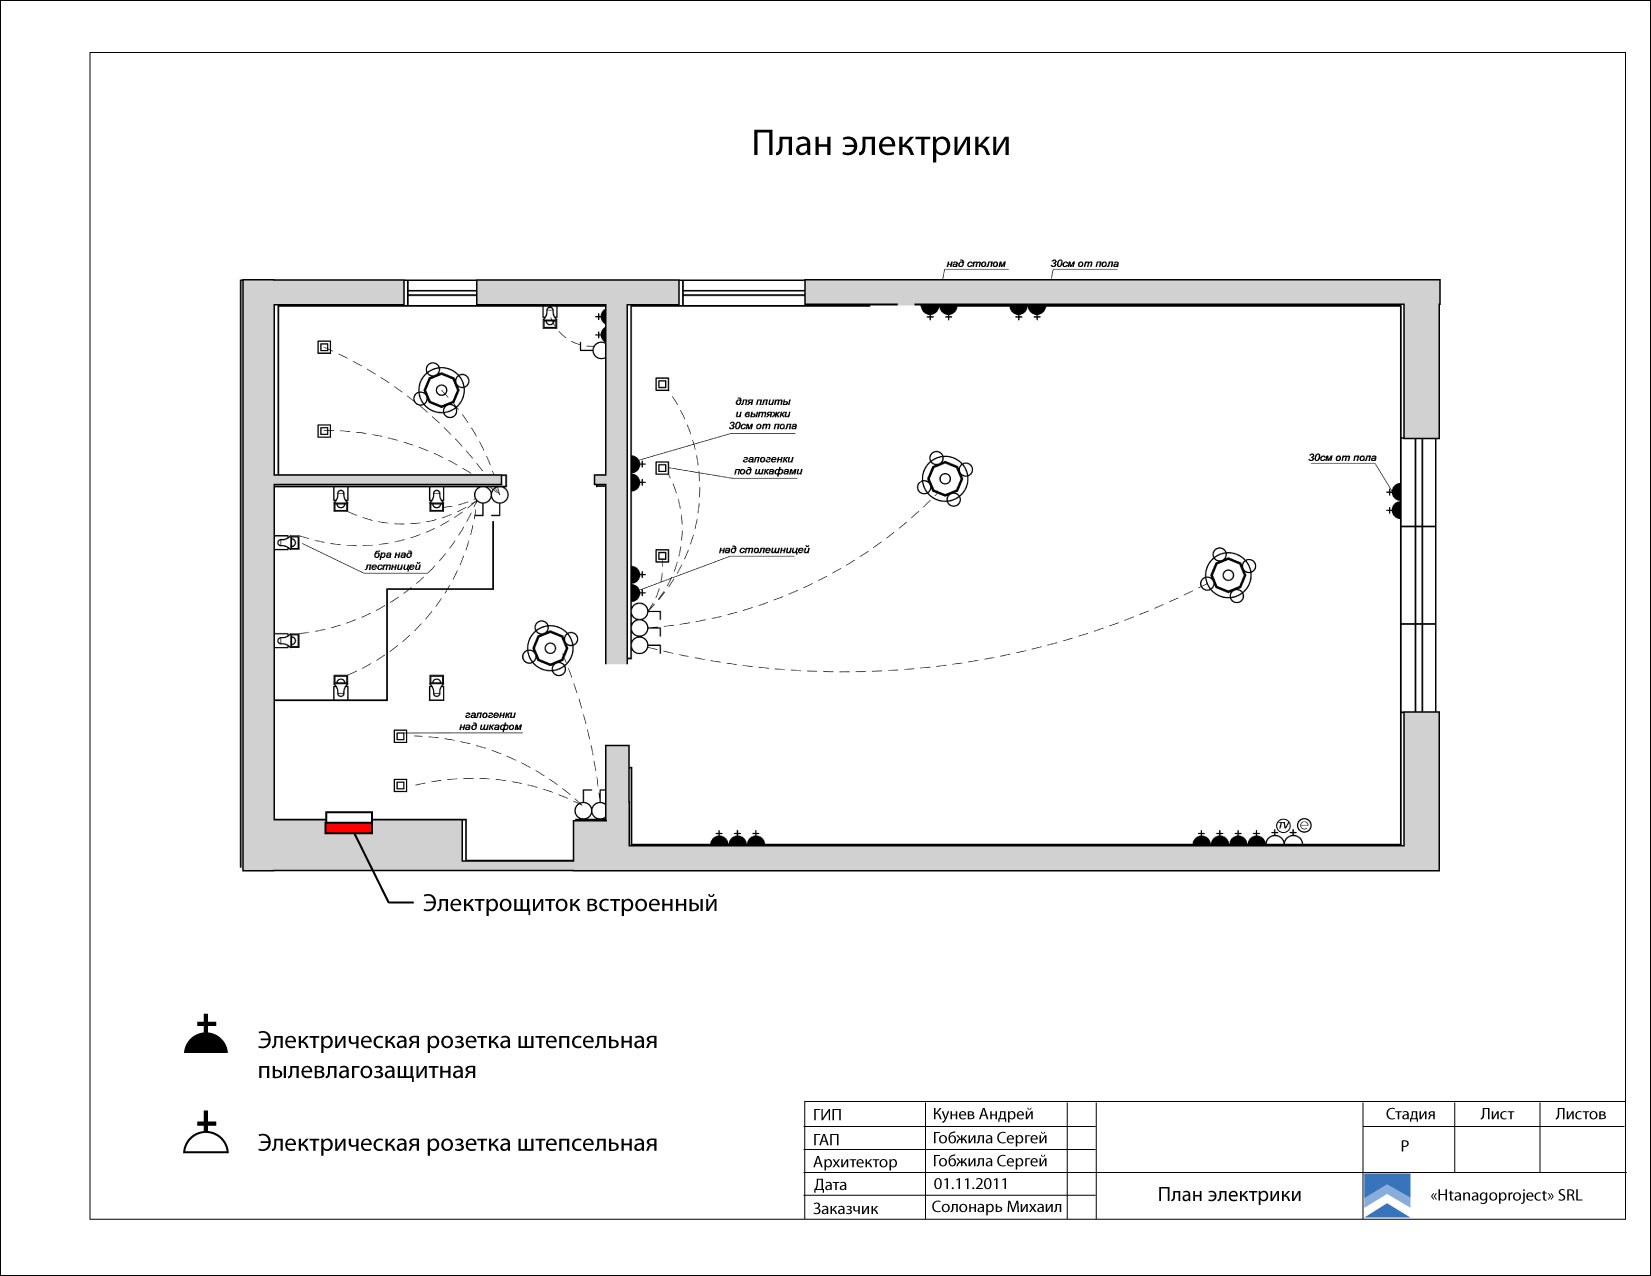 План электрики
над столом
30см от пола
для плиты
и вытяжки
30см от пола
галогенки
под шкафами
30см от пола
над столешницей
бра над
лестницей
галогенки
над шкафом
TV
e
Электрощиток встроенный
Электрическая розетка штепсельная
пылевлагозащитная
Электрическая розетка штепсельная
ГИП Кунев Андрей
ГАП Гобжила Сергей
Архитектор Гобжила Сергей
Дата 01.11.2011
Заказчик Солонарь Михаил
План электрики
Стадия Лист Листов
Р
«Htanagoproject» SRL